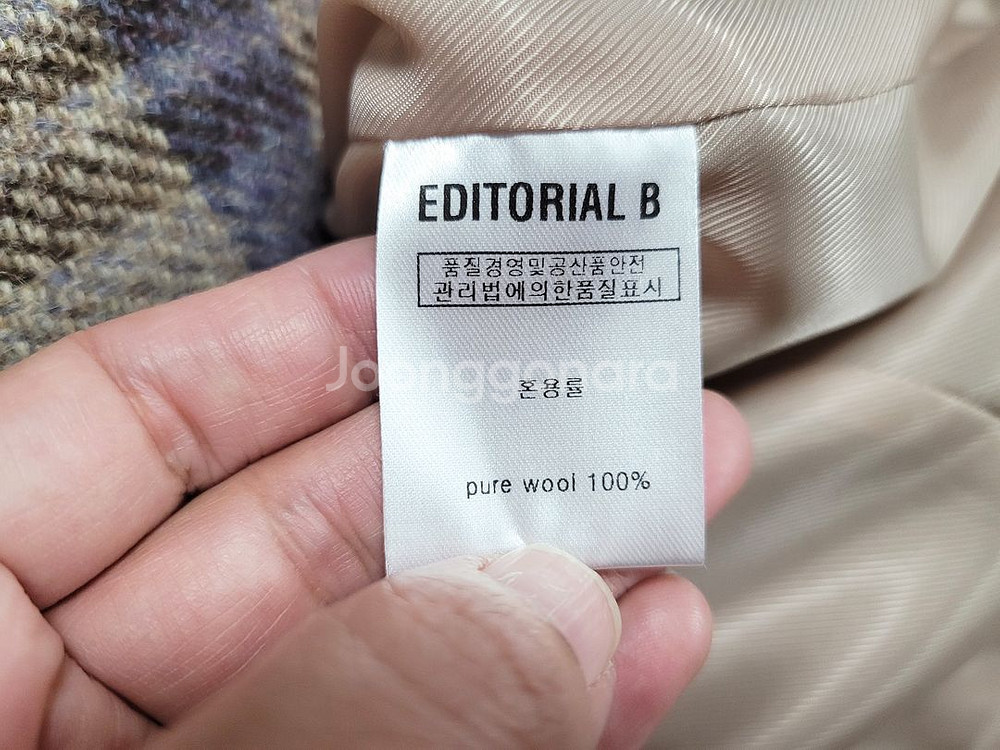 EDITORIAL B
품질경영및공산품안전
관리법에의한품질표시
Joonggonara
혼용률
pure wool 100%